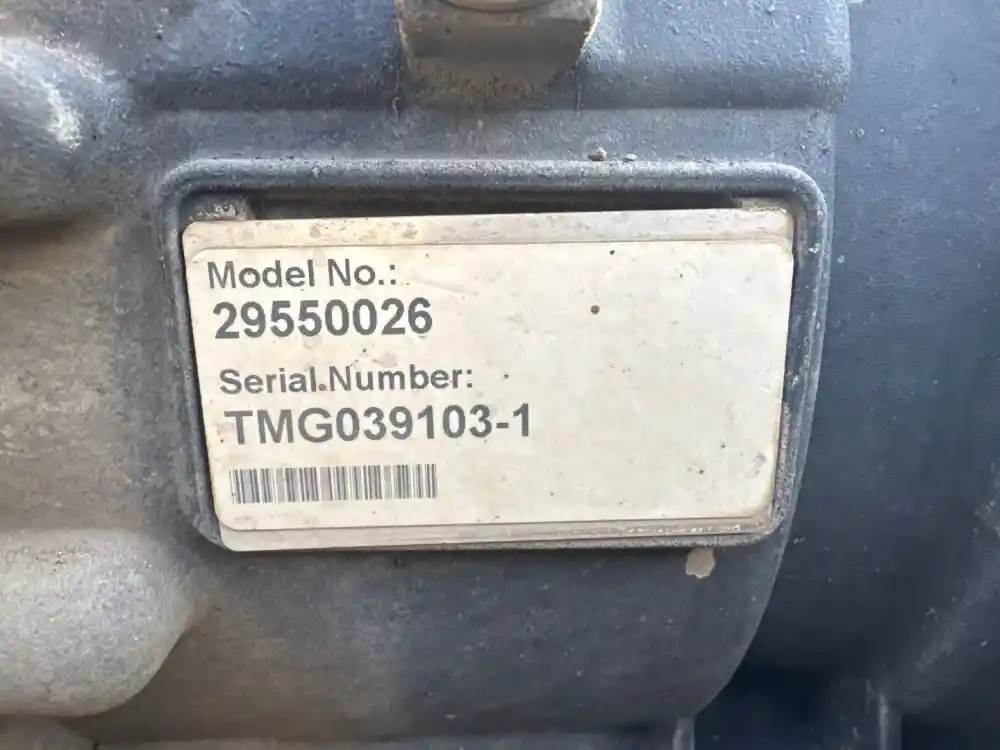 Model No.:
29550026
Serial Number:
TMG039103-1